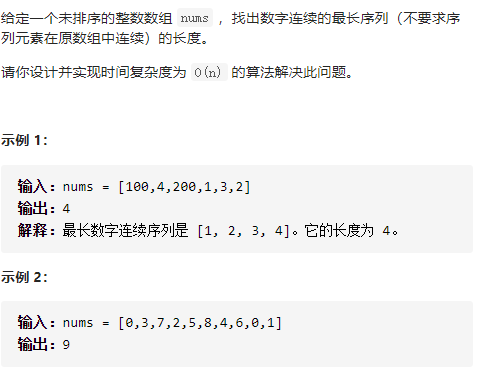 给定一个未排序的整数数组 nums ，找出数字连续的最长序列（不要求序
列元素在原数组中连续）的长度。
请你设计并实现时间复杂度为 O(n) 的算法解决此问题。
示例 1：
输入：nums = [100,4,200,1,3,2]
输出：4
解释：最长数字连续序列是 [1, 2, 3, 4]。它的长度为 4。
示例 2：
输入：nums = [0,3,7,2,5,8,4,6,0,1]
输出：9